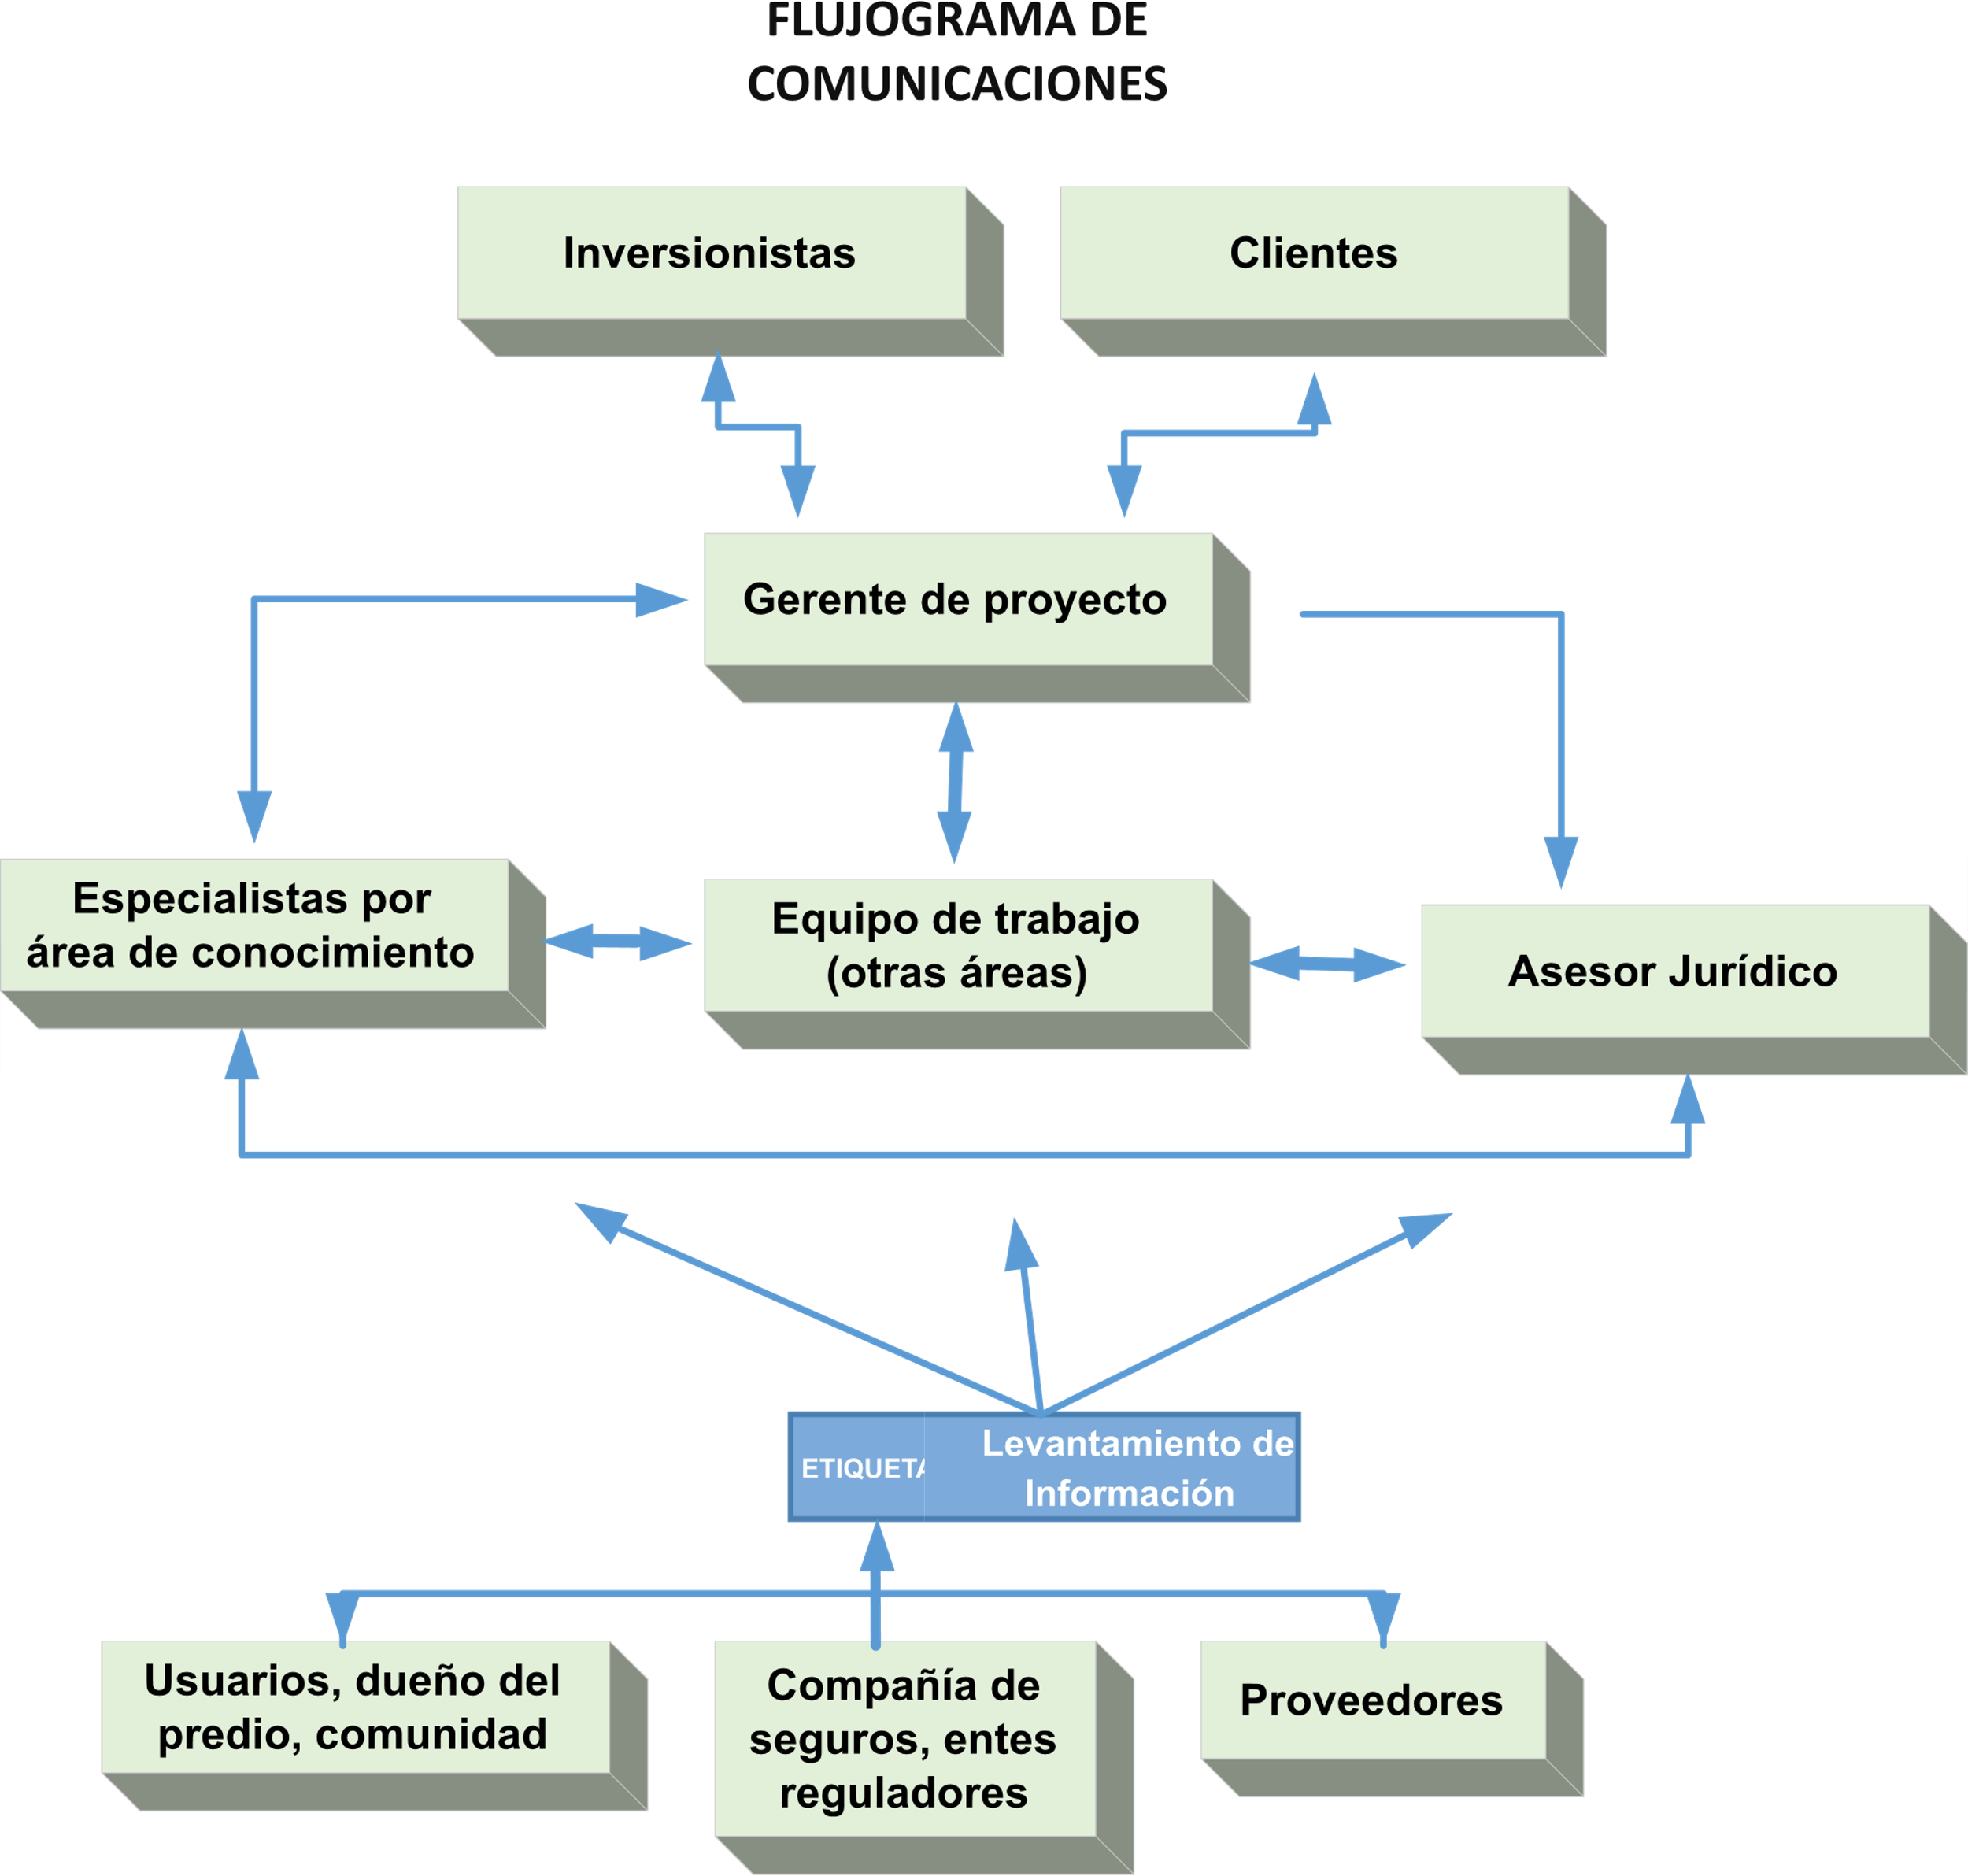 FLUJOGRAMA DE
COMUNICACIONES
Inversionistas
Clientes
Gerente de proyecto
Especialistas por
área de conocimiento
Equipo de trabajo
(otras áreas)
Asesor Jurídico
ETIQUETA
Levantamiento de
Información
Usuarios, dueño del
predio, comunidad
Compañía de
seguros, entes
reguladores
Proveedores